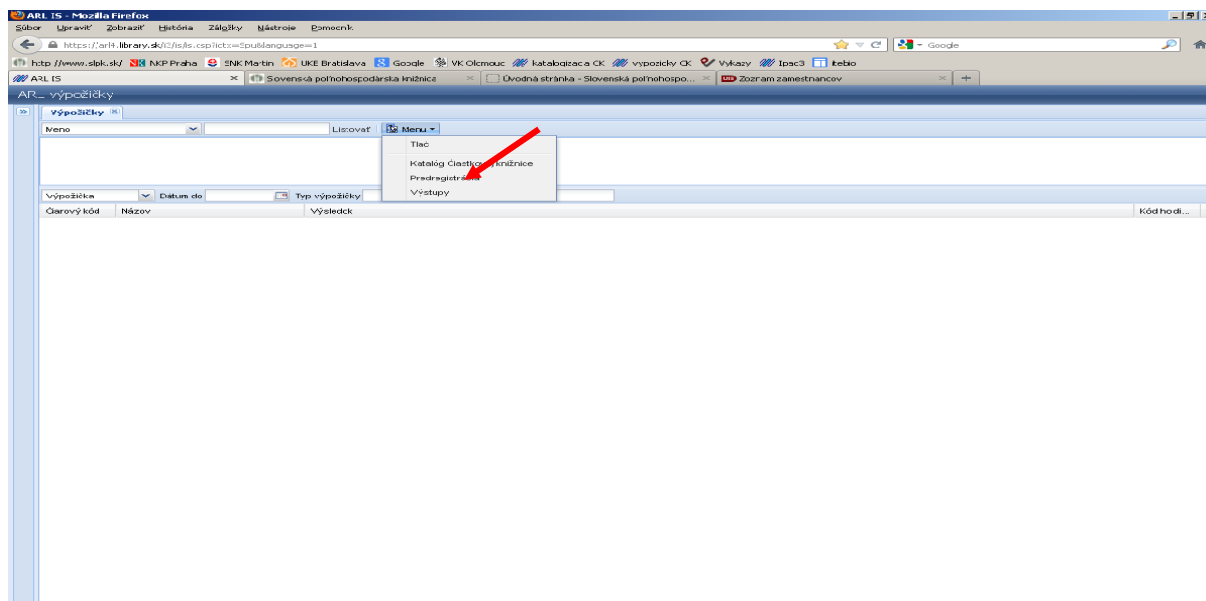 ARL IS - Mozilla Firefox
Súbor Upraviť Zobraziť História Záložky Nástroje Pomocník
https://arl4.library.sk/i2/is/is.csp?ictx=spu&language=1 Google
http://www.slpk.sk/ NKP Praha SNK Martin UKE Bratislava Google VK Olomouc katalogizacia CK vypozicky CK Vykazy Ipac3 itebio
ARL IS Slovenská poľnohospodárska knižnica Úvodná stránka - Slovenská poľnohospo... Zoznam zamestnancov
ARL výpožičky
Výpožičky
Meno Listovať Menu
Tlač
Katalóg Čiastkovej knižnice
Predregistrácia
Výstupy
Výpožička Dátum do Typ výpožičky
Čiarový kód Názov Výsledok Kód hodi...